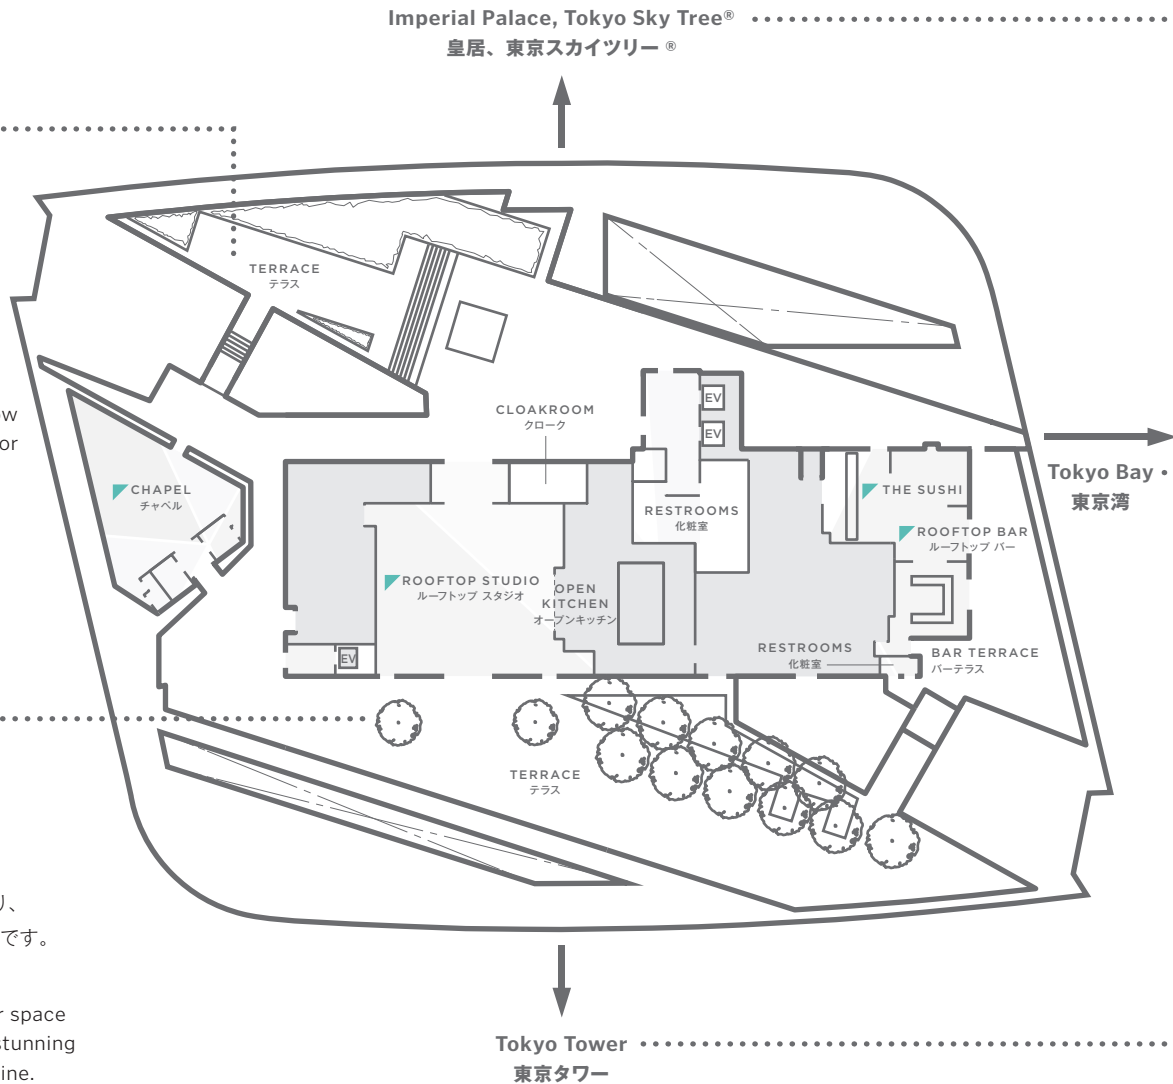 Imperial Palace, Tokyo Sky Tree®
皇居、東京スカイツリー ®
TERRACE
テラス
ow
or
CLOAKROOM
クローク
EV
EV
Tokyo Bay •
東京湾
CHAPEL
チャペル
THE SUSHI
RESTROOMS
化粧室
ROOFTOP BAR
ルーフトップ バー
ROOFTOP STUDIO
ルーフトップ スタジオ
OPEN
KITCHEN
オープンキッチン
RESTROOMS
化粧室
BAR TERRACE
バーテラス
EV
TERRACE
テラス
り、
です。
r space
stunning
ine.
Tokyo Tower
東京タワー